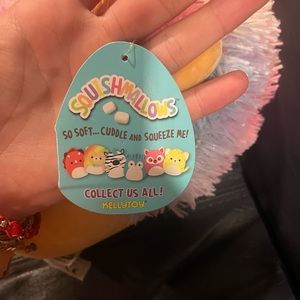 SQUISHMALLOWS
SO SOFT... CUDDLE AND SQUEEZE ME!
COLLECT US ALL!
KELLYTOY